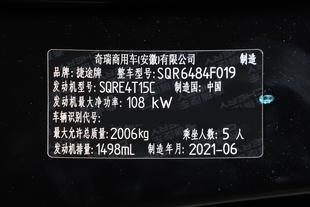 奇瑞商用车(安徽)有限公司 制造
品牌:捷途牌 整车型号:SQR6484F019
发动机型号:SQRE4T15C 制造国:中国
发动机最大净功率:108 kW
车辆识别代号:
最大允许总质量:2006kg 乘坐人数:5 人
发动机排量:1498mL 制造年月:2021-06